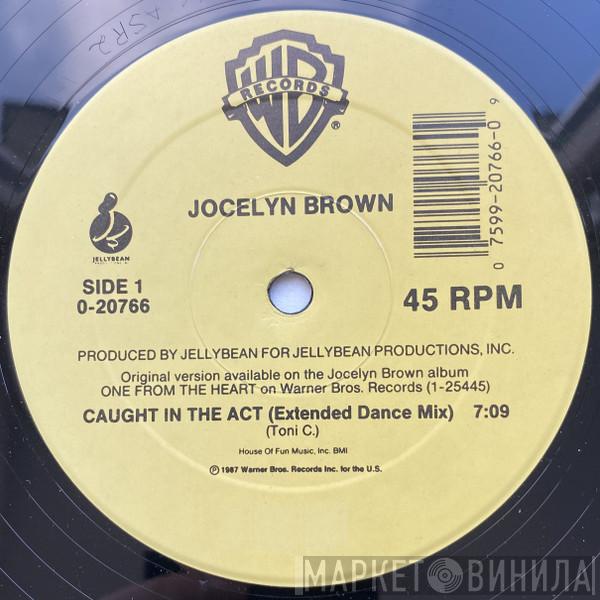 ASR2
WB
RECORDS
®
JOCELYN BROWN
JELLYBEAN
SIDE 1
0-20766
45 RPM
0 7599-20766-0 9
PRODUCED BY JELLYBEAN FOR JELLYBEAN PRODUCTIONS, INC.
Original version available on the Jocelyn Brown album
ONE FROM THE HEART on Warner Bros. Records (1-25445)
CAUGHT IN THE ACT (Extended Dance Mix) 7:09
(Toni C.)
House Of Fun Music, Inc. BMI
℗ 1987 Warner Bros. Records Inc. for the U.S.
МАРКЕТ ВИНИЛА